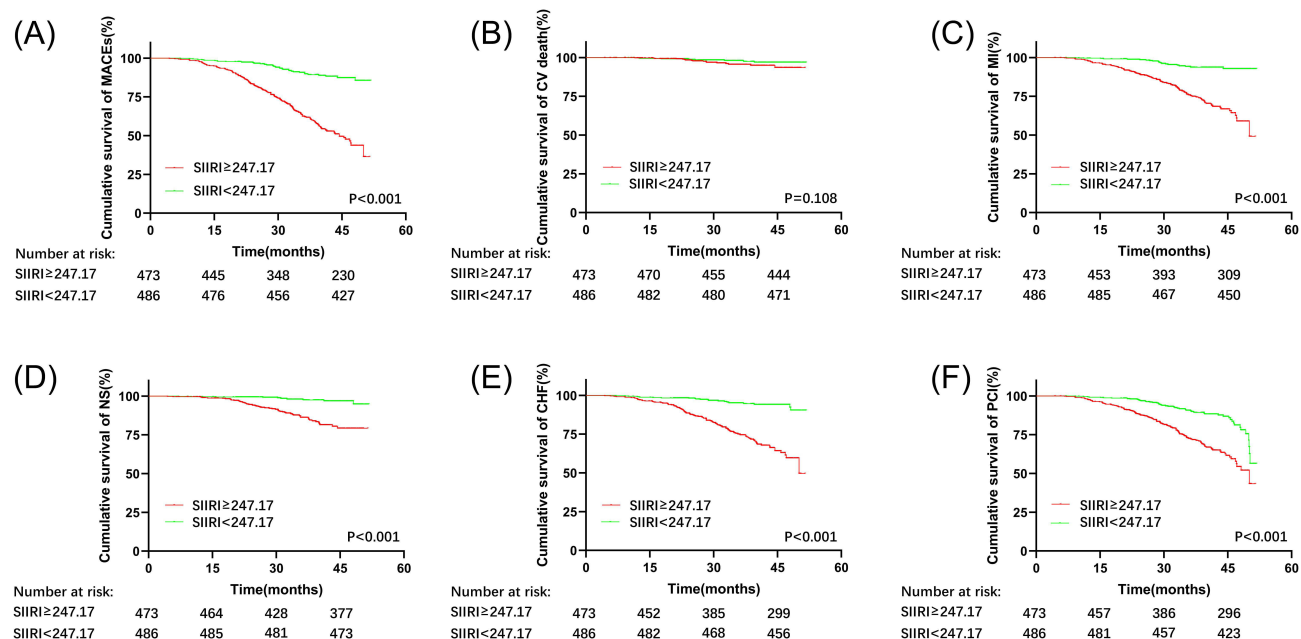 (A)
Cumulative survival of MACEs(%)
100
75
50
25
0
SIIRI≥247.17
SIIRI<247.17
P<0.001
0 15 30 45 60
Time(months)
Number at risk:
SIIRI≥247.17 473 445 348 230
SIIRI<247.17 486 476 456 427
(B)
Cumulative survival of CV death(%)
100
75
50
25
0
SIIRI≥247.17
SIIRI<247.17
P=0.108
0 15 30 45 60
Time(months)
Number at risk:
SIIRI≥247.17 473 470 455 444
SIIRI<247.17 486 482 480 471
(C)
Cumulative survival of MI(%)
100
75
50
25
0
SIIRI≥247.17
SIIRI<247.17
P<0.001
0 15 30 45 60
Time(months)
Number at risk:
SIIRI≥247.17 473 453 393 309
SIIRI<247.17 486 485 467 450
(D)
Cumulative survival of NS(%)
100
75
50
25
0
SIIRI≥247.17
SIIRI<247.17
P<0.001
0 15 30 45 60
Time(months)
Number at risk:
SIIRI≥247.17 473 464 428 377
SIIRI<247.17 486 485 481 473
(E)
Cumulative survival of CHF(%)
100
75
50
25
0
SIIRI≥247.17
SIIRI<247.17
P<0.001
0 15 30 45 60
Time(months)
Number at risk:
SIIRI≥247.17 473 452 385 299
SIIRI<247.17 486 482 468 456
(F)
Cumulative survival of PCI(%)
100
75
50
25
0
SIIRI≥247.17
SIIRI<247.17
P<0.001
0 15 30 45 60
Time(months)
Number at risk:
SIIRI≥247.17 473 457 386 296
SIIRI<247.17 486 481 457 423